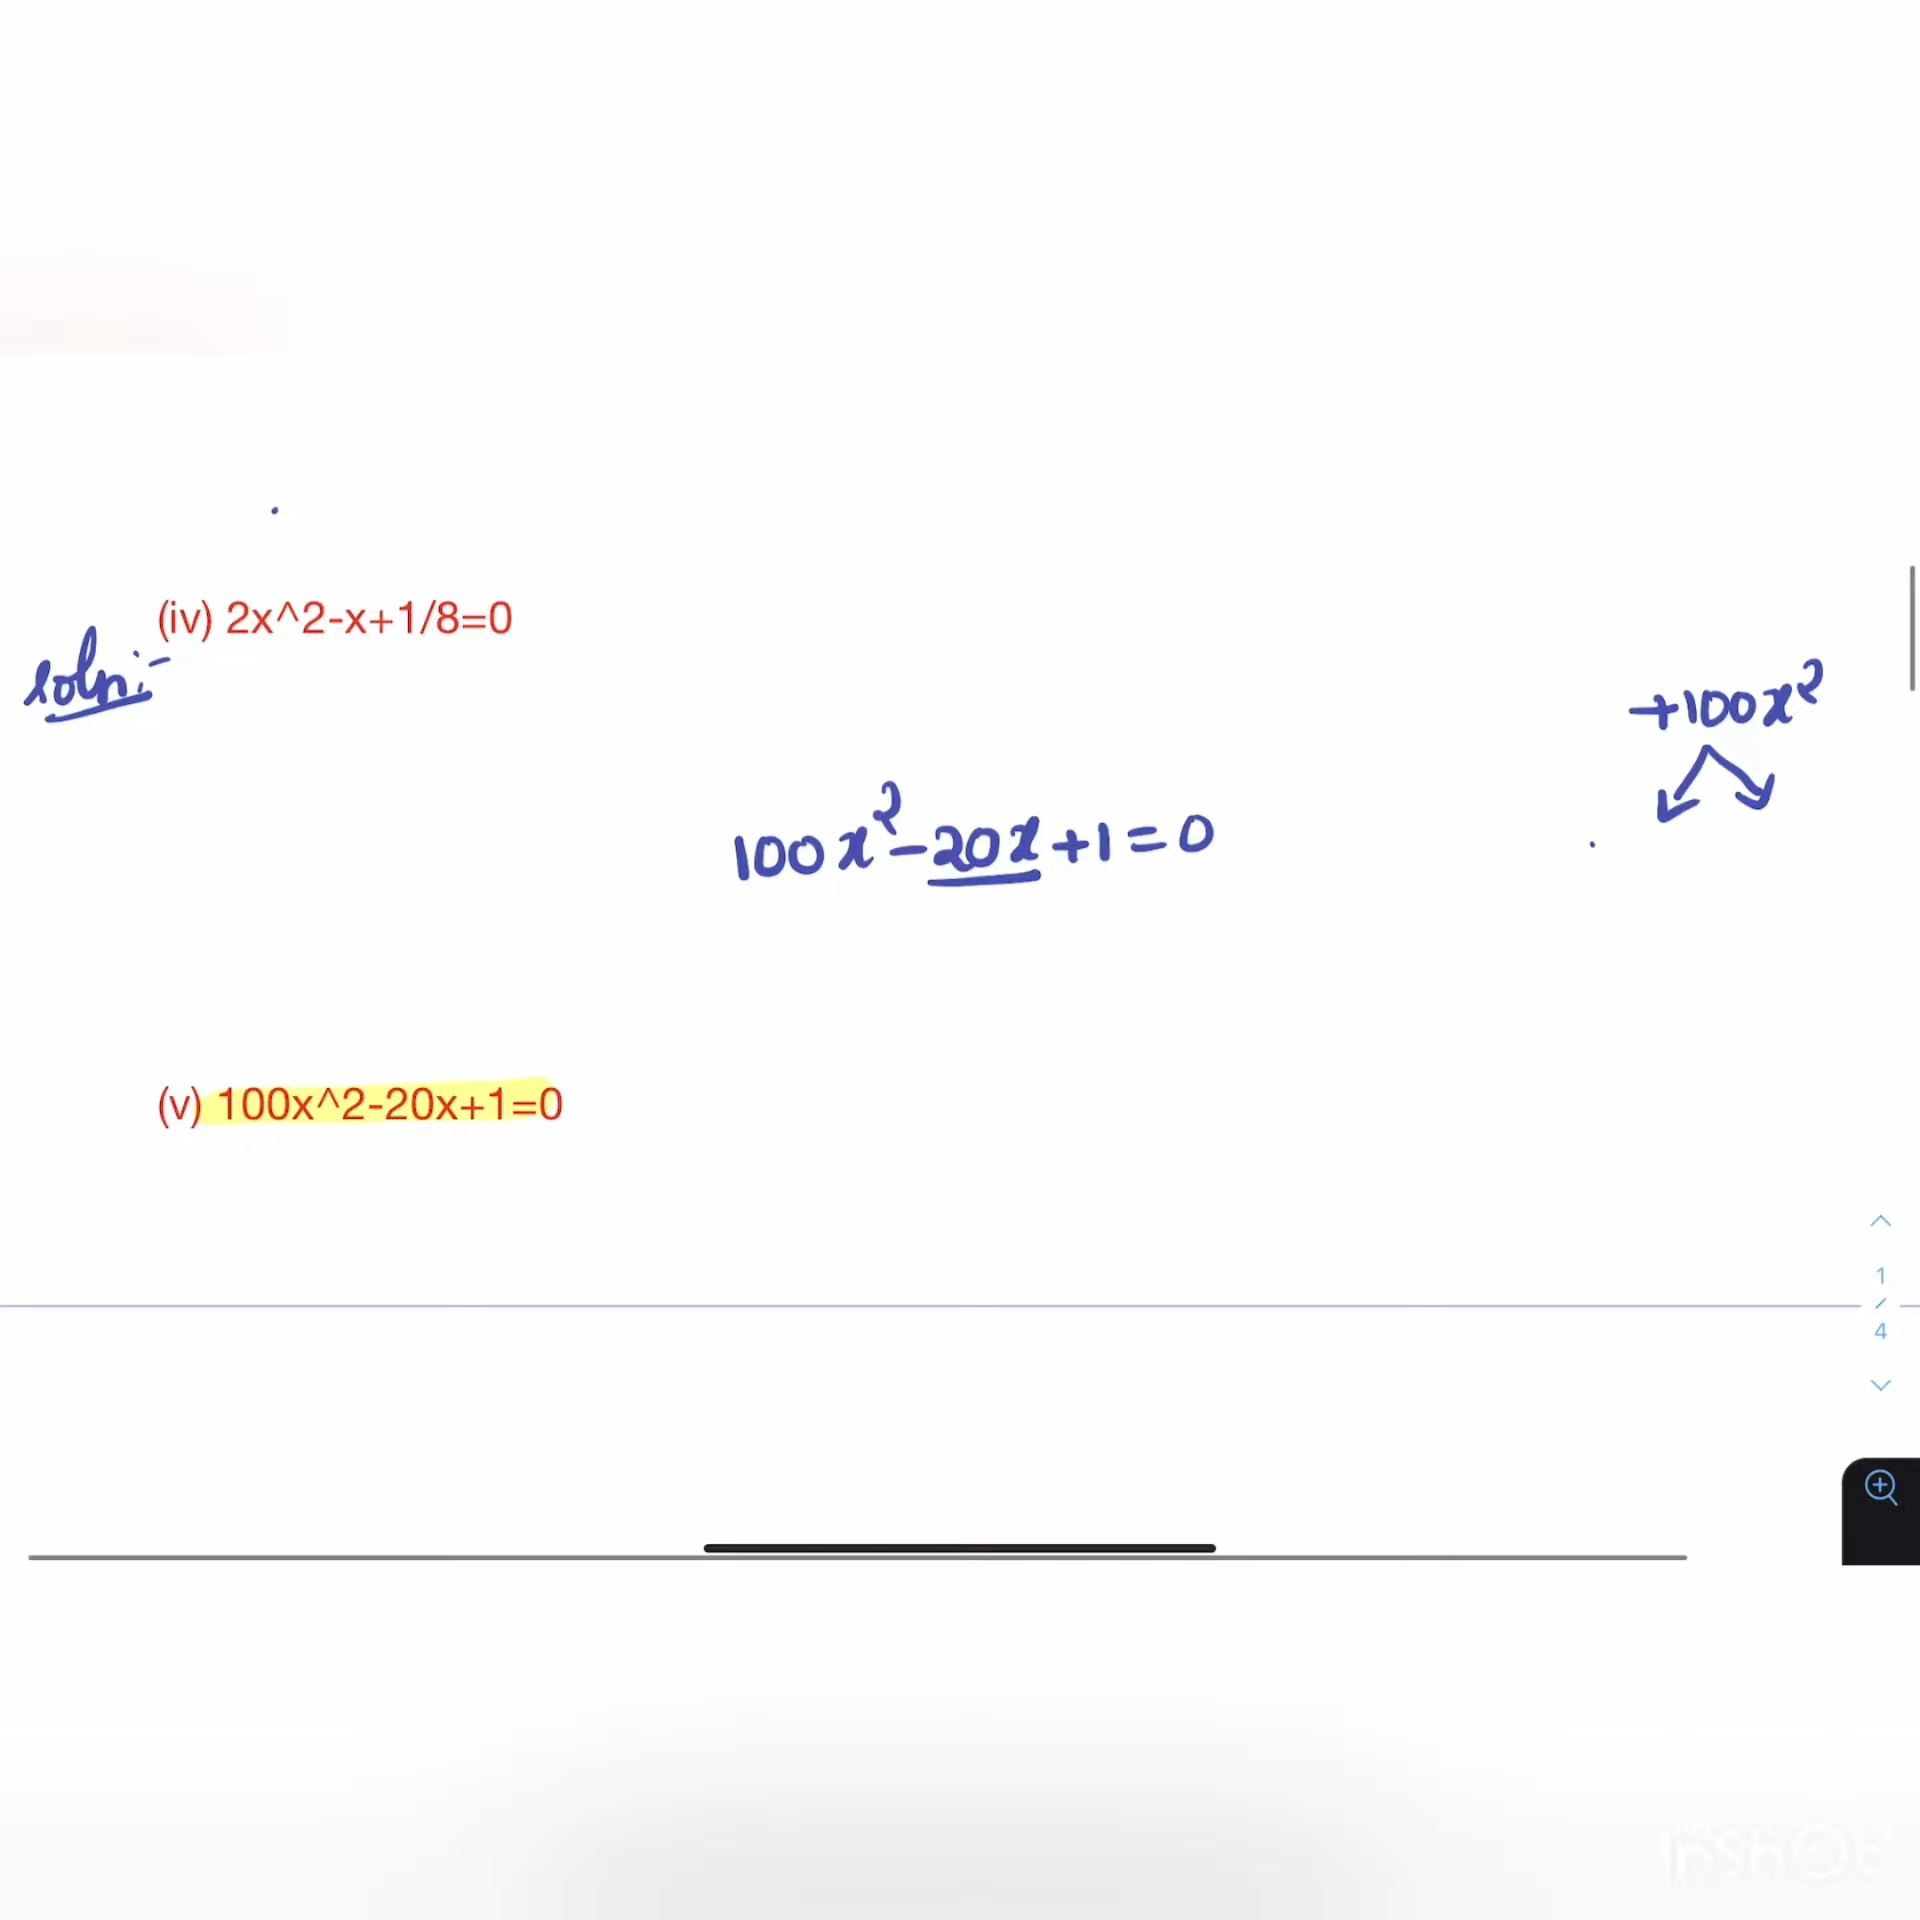 (iv) 2x^2-x+1/8=0
soln:-
+100x²
100x²-20x+1=0
(v) 100x^2-20x+1=0
1
/
4
InShOt